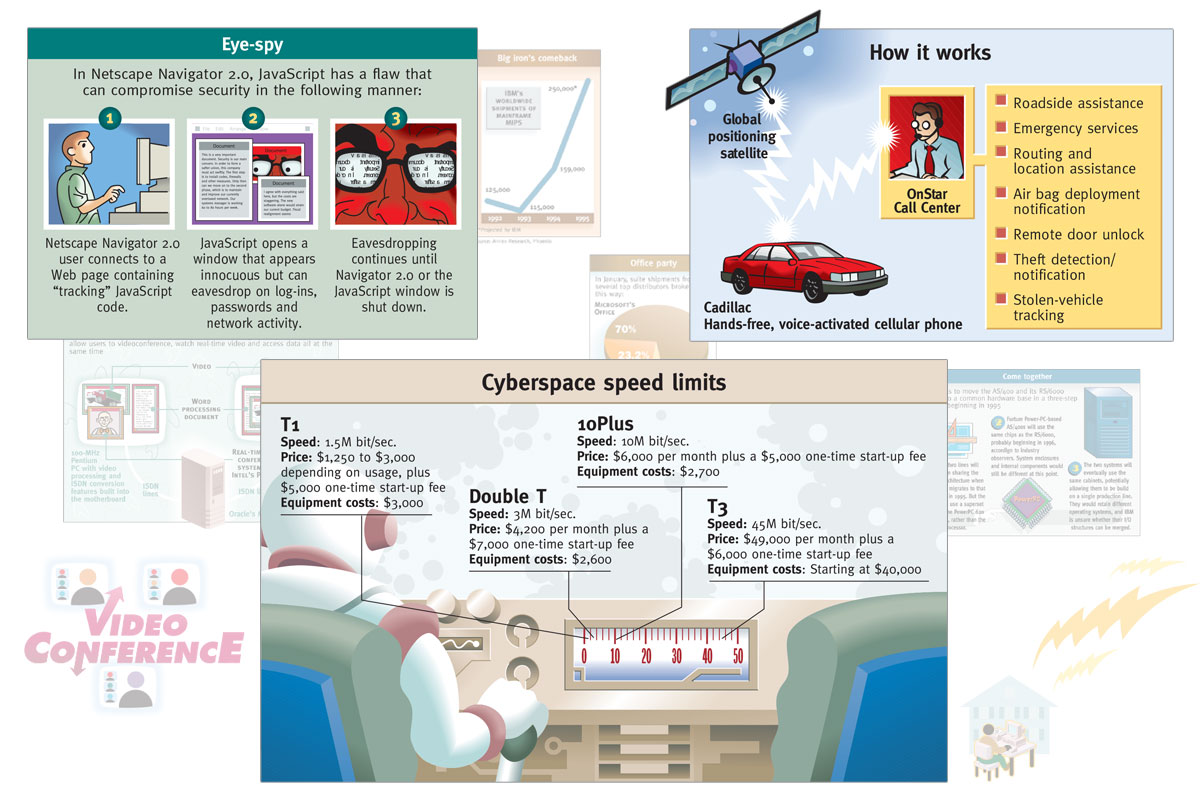 Eye-spy
In Netscape Navigator 2.0, JavaScript has a flaw that
can compromise security in the following manner:
1
2
3
Document
Document
Netscape Navigator 2.0
user connects to a
Web page containing
“tracking” JavaScript
code.
JavaScript opens a
window that appears
innocuous but can
eavesdrop on log-ins,
passwords and
network activity.
Eavesdropping
continues until
Navigator 2.0 or the
JavaScript window is
shut down.
Big iron's comeback
IBM'S
WORLDWIDE
SHIPMENTS OF
MAINFRAME
MIPS
250,000*
159,000
125,000
115,000
1992 1993 1994 1995
*Projected by IBM
Office party
In January, suite shipments fro
several top distributors broke
this way:
MICROSOFT'S
OFFICE
70%
23.2%
How it works
Global
positioning
satellite
OnStar
Call Center
Roadside assistance
Emergency services
Routing and
location assistance
Air bag deployment
notification
Remote door unlock
Theft detection/
notification
Stolen-vehicle
tracking
Cadillac
Hands-free, voice-activated cellular phone
allow users to videoconference, watch real-time video and access data all at the
same time
VIDEO
WORD
PROCESSING
DOCUMENT
100-MHz
Pentium
PC with video
processing and
ISDN conversion
features built into
the motherboard
ISDN
lines
Cyberspace speed limits
T1
Speed: 1.5M bit/sec.
Price: $1,250 to $3,000
depending on usage, plus
$5,000 one-time start-up fee
Equipment costs: $3,000
Double T
Speed: 3M bit/sec.
Price: $4,200 per month plus a
$7,000 one-time start-up fee
Equipment costs: $2,600
10Plus
Speed: 10M bit/sec.
Price: $6,000 per month plus a $5,000 one-time start-up fee
Equipment costs: $2,700
T3
Speed: 45M bit/sec.
Price: $49,000 per month plus a
$6,000 one-time start-up fee
Equipment costs: Starting at $40,000
0 10 20 30 40 50
Come together
s to move the AS/400 and its RS/6000
o a common hardware base in a three-step
beginning in 1995
2
Future Power-PC-based
AS/400s will use the
same chips as the RS/6000,
probably beginning in 1996,
according to industry
observers. System enclosures
and internal components would
still be different at this point.
PowerPC
3
The two systems will
eventually use the
same cabinets, potentially
allowing them to be build
on a single production line.
They would retain different
operating systems, and IBM
is unsure whether their
structures can be merged.
VIDEO
CONFERENCE